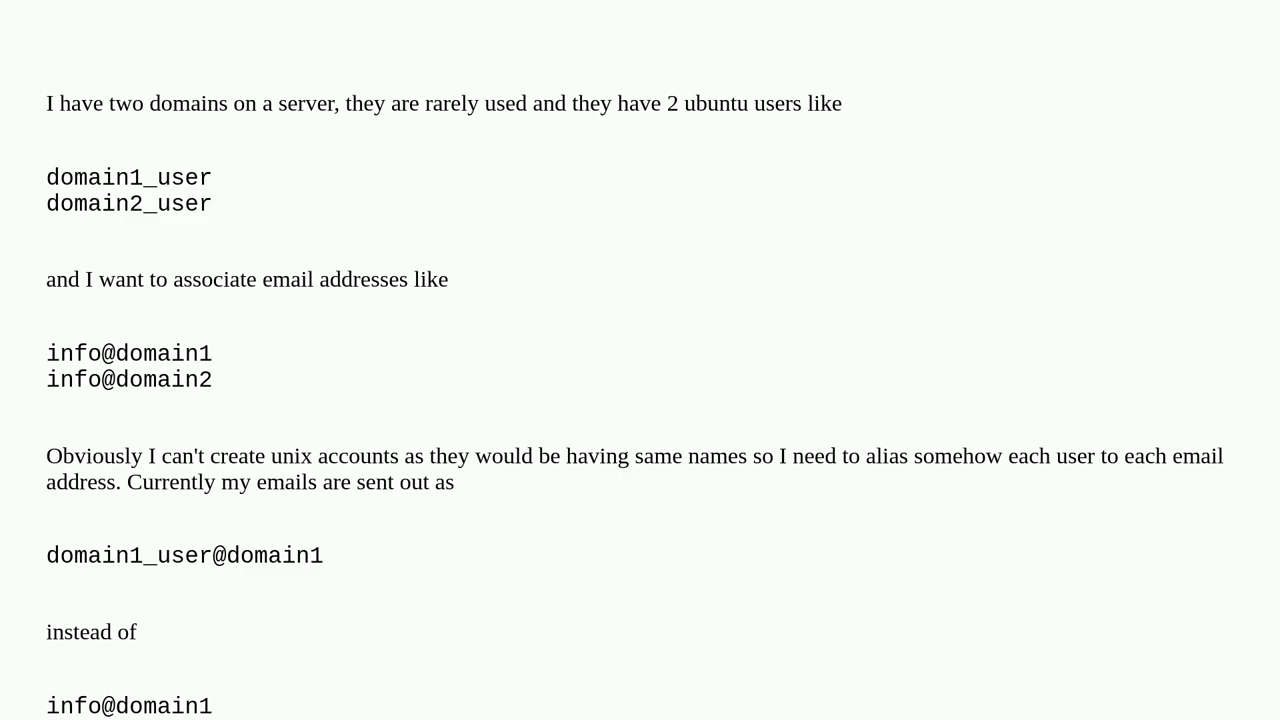 I have two domains on a server, they are rarely used and they have 2 ubuntu users like
domain1_user
domain2_user
and I want to associate email addresses like
info@domain1
info@domain2
Obviously I can't create unix accounts as they would be having same names so I need to alias somehow each user to each email
address. Currently my emails are sent out as
domain1_user@domain1
instead of
info@domain1